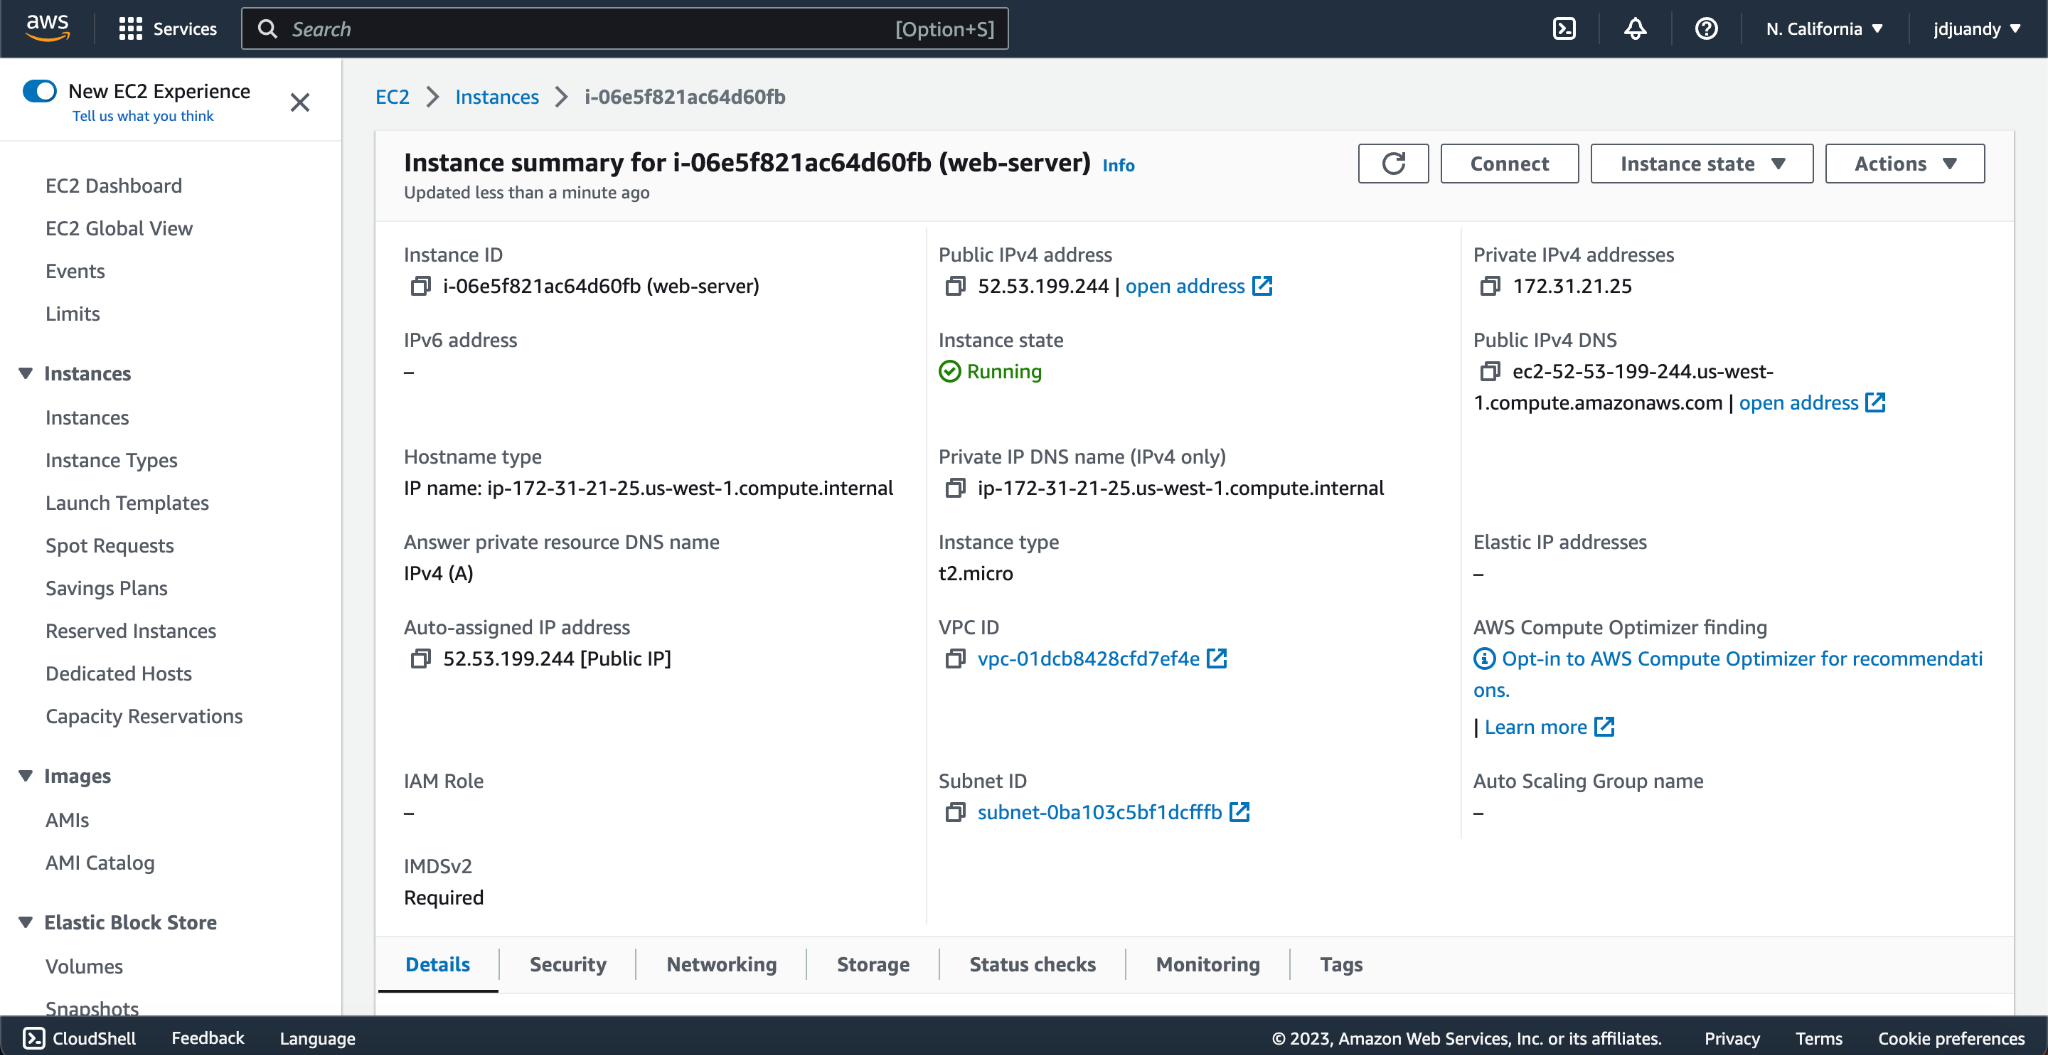 aws
Services
Search
[Option+S]
N. California
jdjuandy
New EC2 Experience
Tell us what you think
EC2 Dashboard
EC2 Global View
Events
Limits
Instances
Instances
Instance Types
Launch Templates
Spot Requests
Savings Plans
Reserved Instances
Dedicated Hosts
Capacity Reservations
Images
AMIs
AMI Catalog
Elastic Block Store
Volumes
Snapshots
EC2 > Instances > i-06e5f821ac64d60fb
Instance summary for i-06e5f821ac64d60fb (web-server) Info
Updated less than a minute ago
Connect
Instance state
Actions
Instance ID
i-06e5f821ac64d60fb (web-server)
Public IPv4 address
52.53.199.244 | open address
Private IPv4 addresses
172.31.21.25
IPv6 address
–
Instance state
Running
Public IPv4 DNS
ec2-52-53-199-244.us-west-
1.compute.amazonaws.com | open address
Hostname type
IP name: ip-172-31-21-25.us-west-1.compute.internal
Private IP DNS name (IPv4 only)
ip-172-31-21-25.us-west-1.compute.internal
Answer private resource DNS name
IPv4 (A)
Instance type
t2.micro
Elastic IP addresses
–
Auto-assigned IP address
52.53.199.244 [Public IP]
VPC ID
vpc-01dcb8428cfd7ef4e
AWS Compute Optimizer finding
Opt-in to AWS Compute Optimizer for recommendati
ons.
| Learn more
IAM Role
–
Subnet ID
subnet-0ba103c5bf1dcfffb
Auto Scaling Group name
–
IMDSv2
Required
Details
Security
Networking
Storage
Status checks
Monitoring
Tags
CloudShell
Feedback
Language
© 2023, Amazon Web Services, Inc. or its affiliates.
Privacy
Terms
Cookie preferences